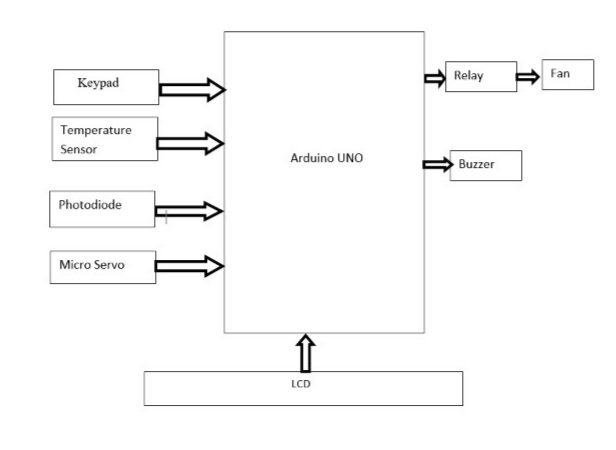 Keypad
Temperature
Sensor
Photodiode
Micro Servo
Arduino UNO
Relay
Fan
Buzzer
LCD